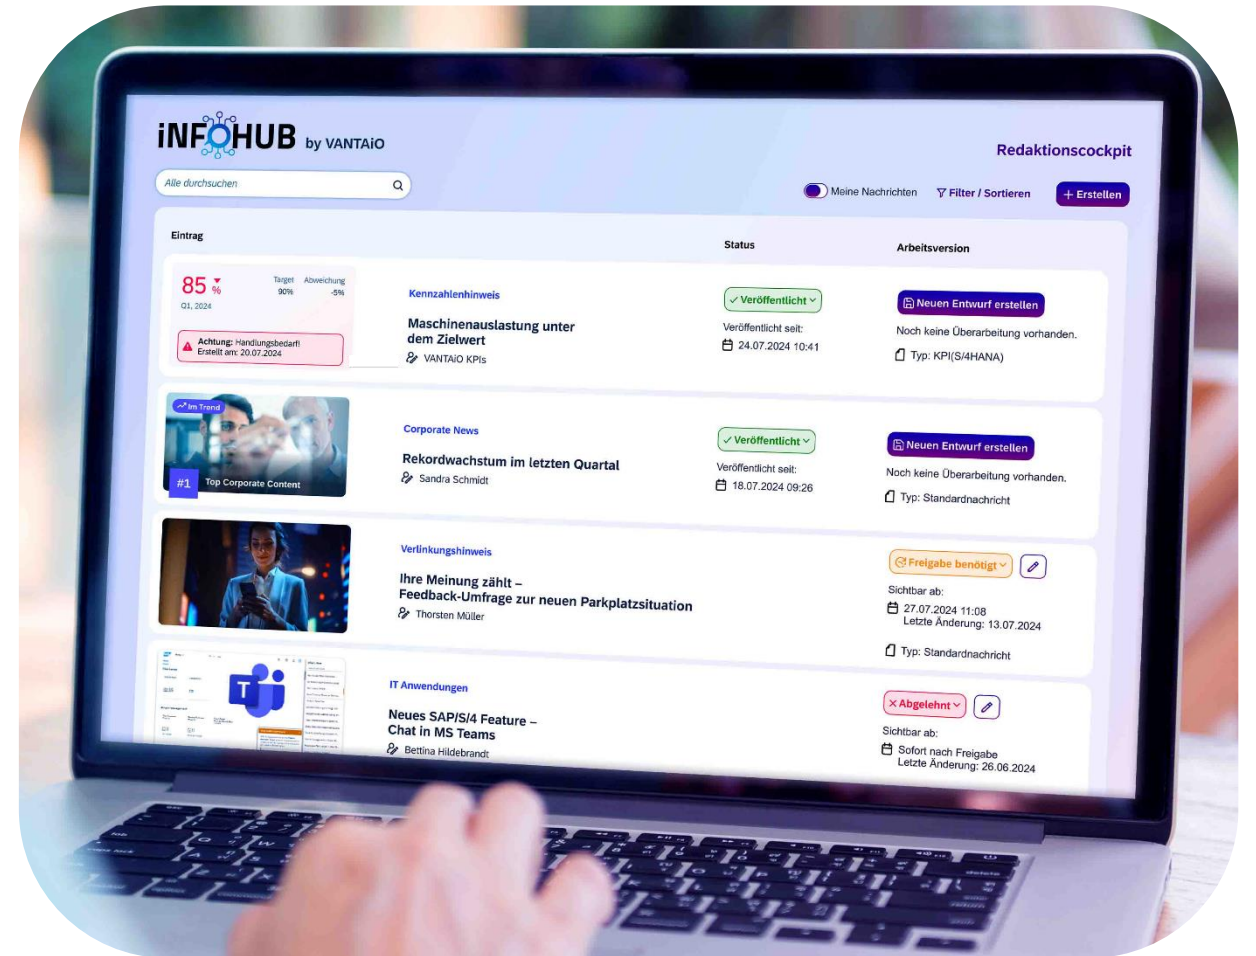 iNFOHUB by VANTAiO
Redaktionscockpit
Alle durchsuchen
Meine Nachrichten
Filter / Sortieren
+ Erstellen
Eintrag
Status
Arbeitsversion
85 %
Target
Abweichung
90%
-5%
Q1, 2024
Achtung: Handlungsbedarf!
Erstellt am: 20.07.2024
Kennzahlenhinweis
Maschinenauslastung unter
dem Zielwert
VANTAiO KPIs
Veröffentlicht
Veröffentlicht seit:
24.07.2024 10:41
Neuen Entwurf erstellen
Noch keine Überarbeitung vorhanden.
Typ: KPI(S/4HANA)
Im Trend
#1
Top Corporate Content
Corporate News
Rekordwachstum im letzten Quartal
Sandra Schmidt
Veröffentlicht
Veröffentlicht seit:
18.07.2024 09:26
Neuen Entwurf erstellen
Noch keine Überarbeitung vorhanden.
Typ: Standardnachricht
Verlinkungshinweis
Ihre Meinung zählt –
Feedback-Umfrage zur neuen Parkplatzsituation
Thorsten Müller
Freigabe benötigt
Sichtbar ab:
27.07.2024 11:08
Letzte Änderung: 13.07.2024
Typ: Standardnachricht
T
IT Anwendungen
Neues SAP/S/4 Feature –
Chat in MS Teams
Bettina Hildebrandt
Abgelehnt
Sichtbar ab:
Sofort nach Freigabe
Letzte Änderung: 26.06.2024